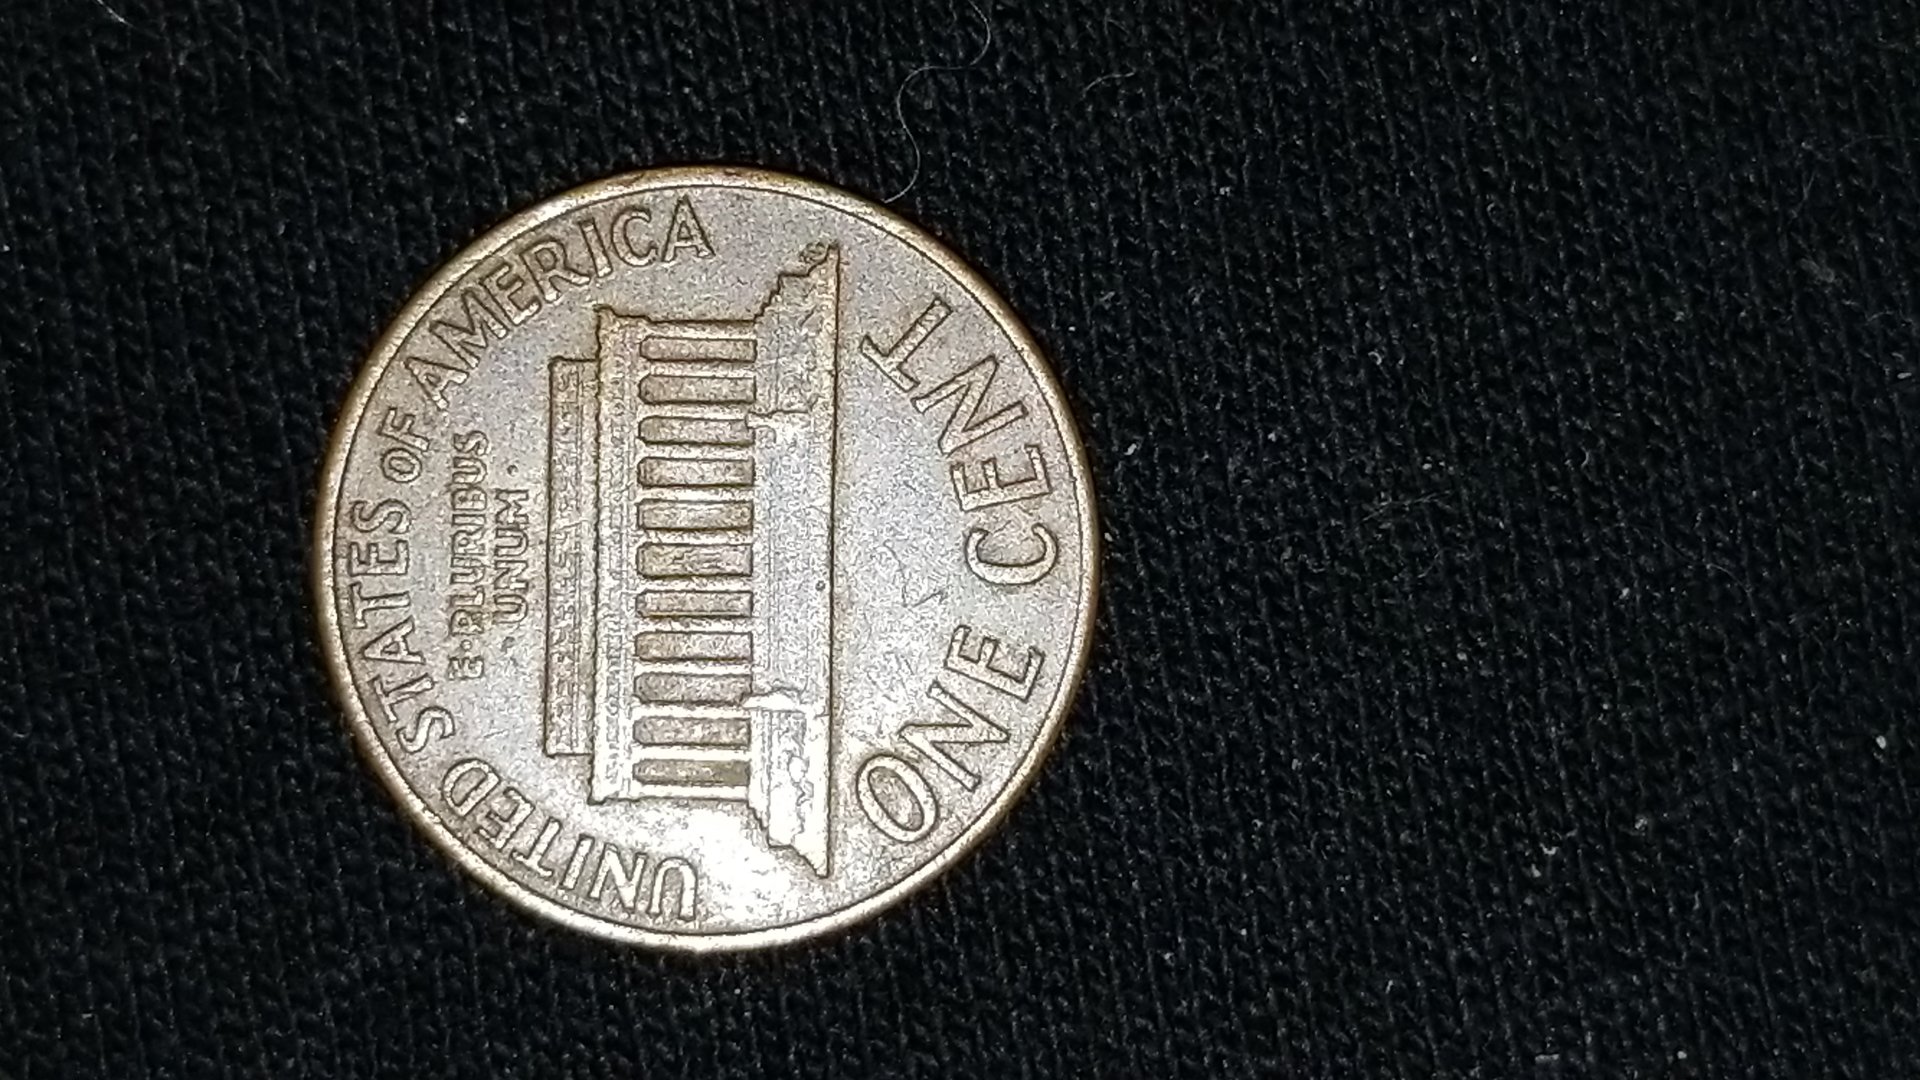 UNITED STATES OF AMERICA
E·PLURIBUS
·UNUM·
ONE CENT